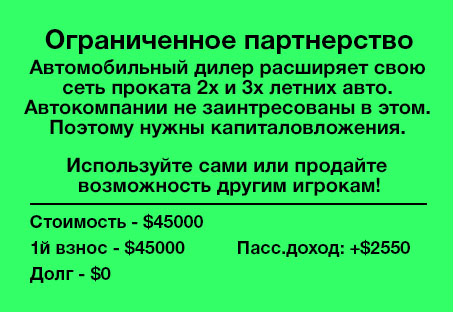 Ограниченное партнерство
Автомобильный дилер расширяет свою
сеть проката 2х и 3х летних авто.
Автокомпании не заинтресованы в этом.
Поэтому нужны капиталовложения.
Используйте сами или продайте
возможность другим игрокам!
Стоимость - $45000
1й взнос - $45000 Пасс.доход: +$2550
Долг - $0